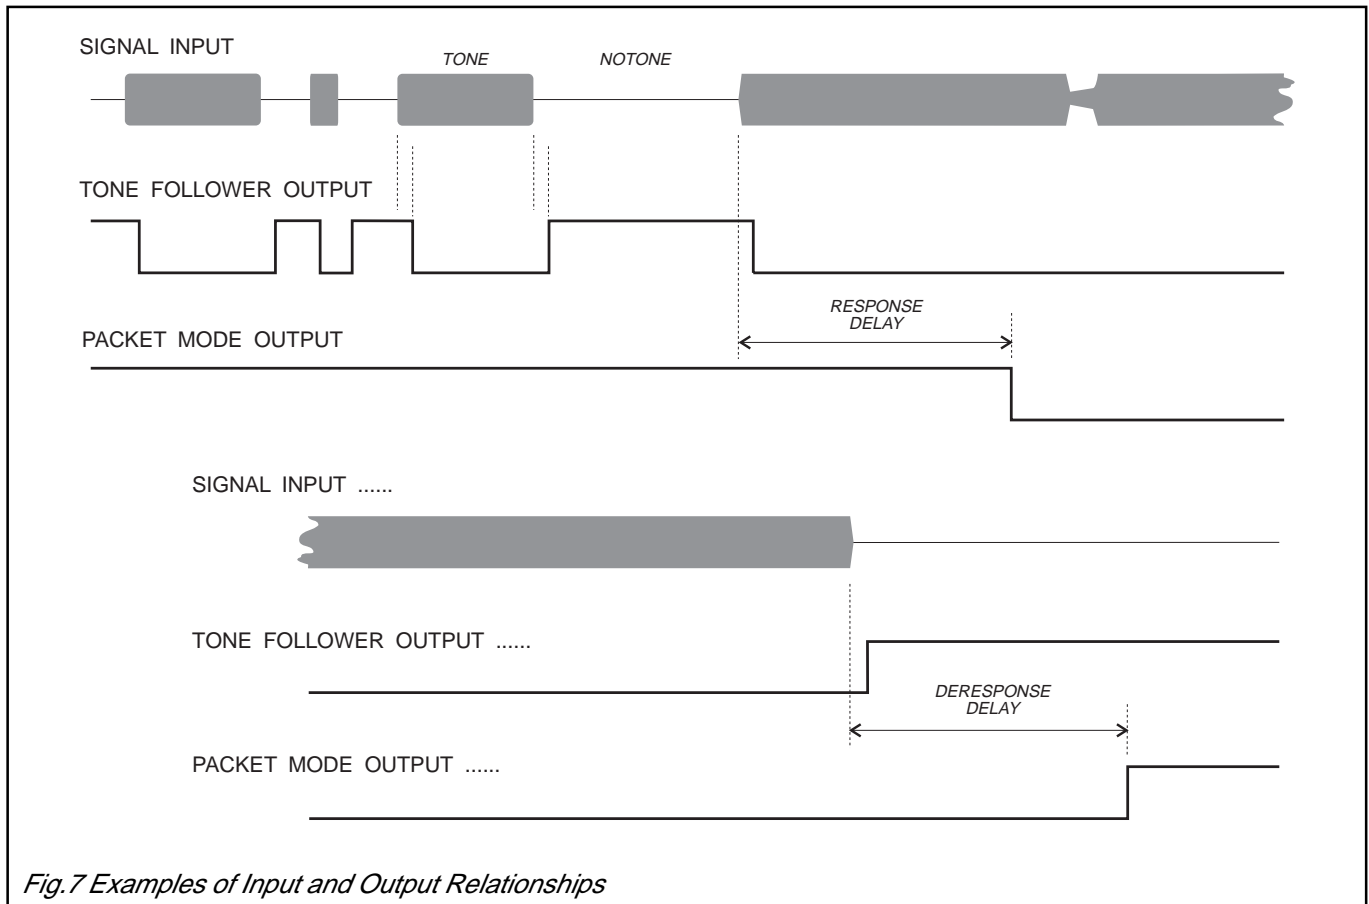 SIGNAL INPUT
TONE
NOTONE
TONE FOLLOWER OUTPUT
RESPONSE
DELAY
PACKET MODE OUTPUT
SIGNAL INPUT ......
TONE FOLLOWER OUTPUT ......
DERESPONSE
DELAY
PACKET MODE OUTPUT ......
Fig.7 Examples of Input and Output Relationships